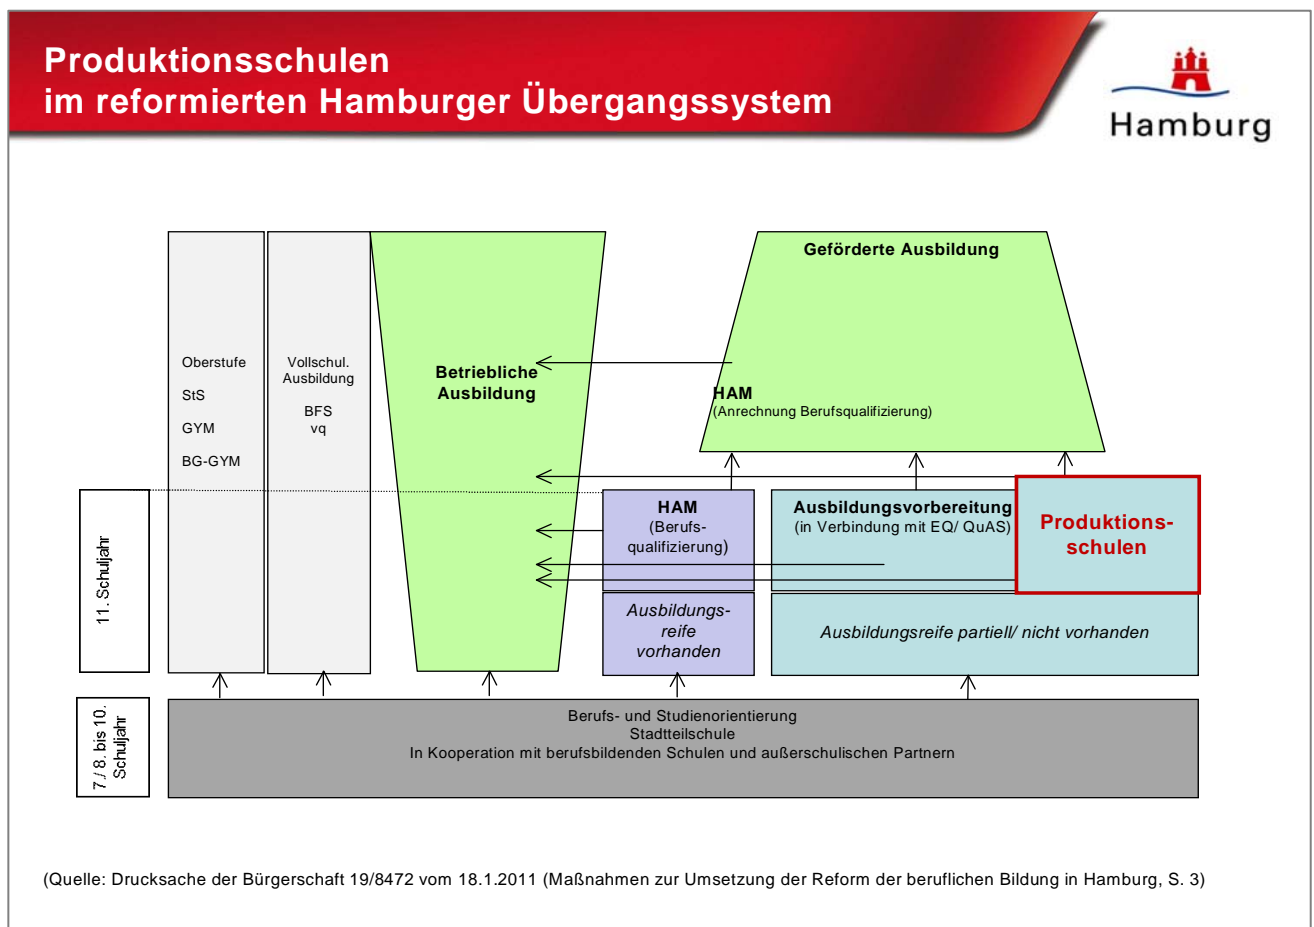 Produktionsschulen
im reformierten Hamburger Übergangssystem
Hamburg
Oberstufe
StS
GYM
BG-GYM
Vollschul.
Ausbildung
BFS
vq
Betriebliche
Ausbildung
Geförderte Ausbildung
HAM
(Anrechnung Berufsqualifizierung)
11. Schuljahr
HAM
(Berufs-
qualifizierung)
Ausbildungsvorbereitung
(in Verbindung mit EQ/ QuAS)
Produktions-
schulen
Ausbildungs-
reife
vorhanden
Ausbildungsreife partiell/ nicht vorhanden
7./ 8. bis 10.
Schuljahr
Berufs- und Studienorientierung
Stadtteilschule
In Kooperation mit berufsbildenden Schulen und außerschulischen Partnern
(Quelle: Drucksache der Bürgerschaft 19/8472 vom 18.1.2011 (Maßnahmen zur Umsetzung der Reform der beruflichen Bildung in Hamburg, S. 3)